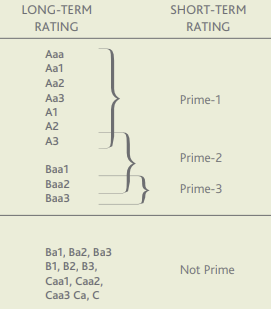 LONG-TERM RATING
SHORT-TERM RATING
Aaa
Aa1
Aa2
Aa3
A1
A2
A3
Prime-1
Prime-2
Baa1
Baa2
Baa3
Prime-3
Ba1, Ba2, Ba3
B1, B2, B3,
Caa1, Caa2,
Caa3 Ca, C
Not Prime